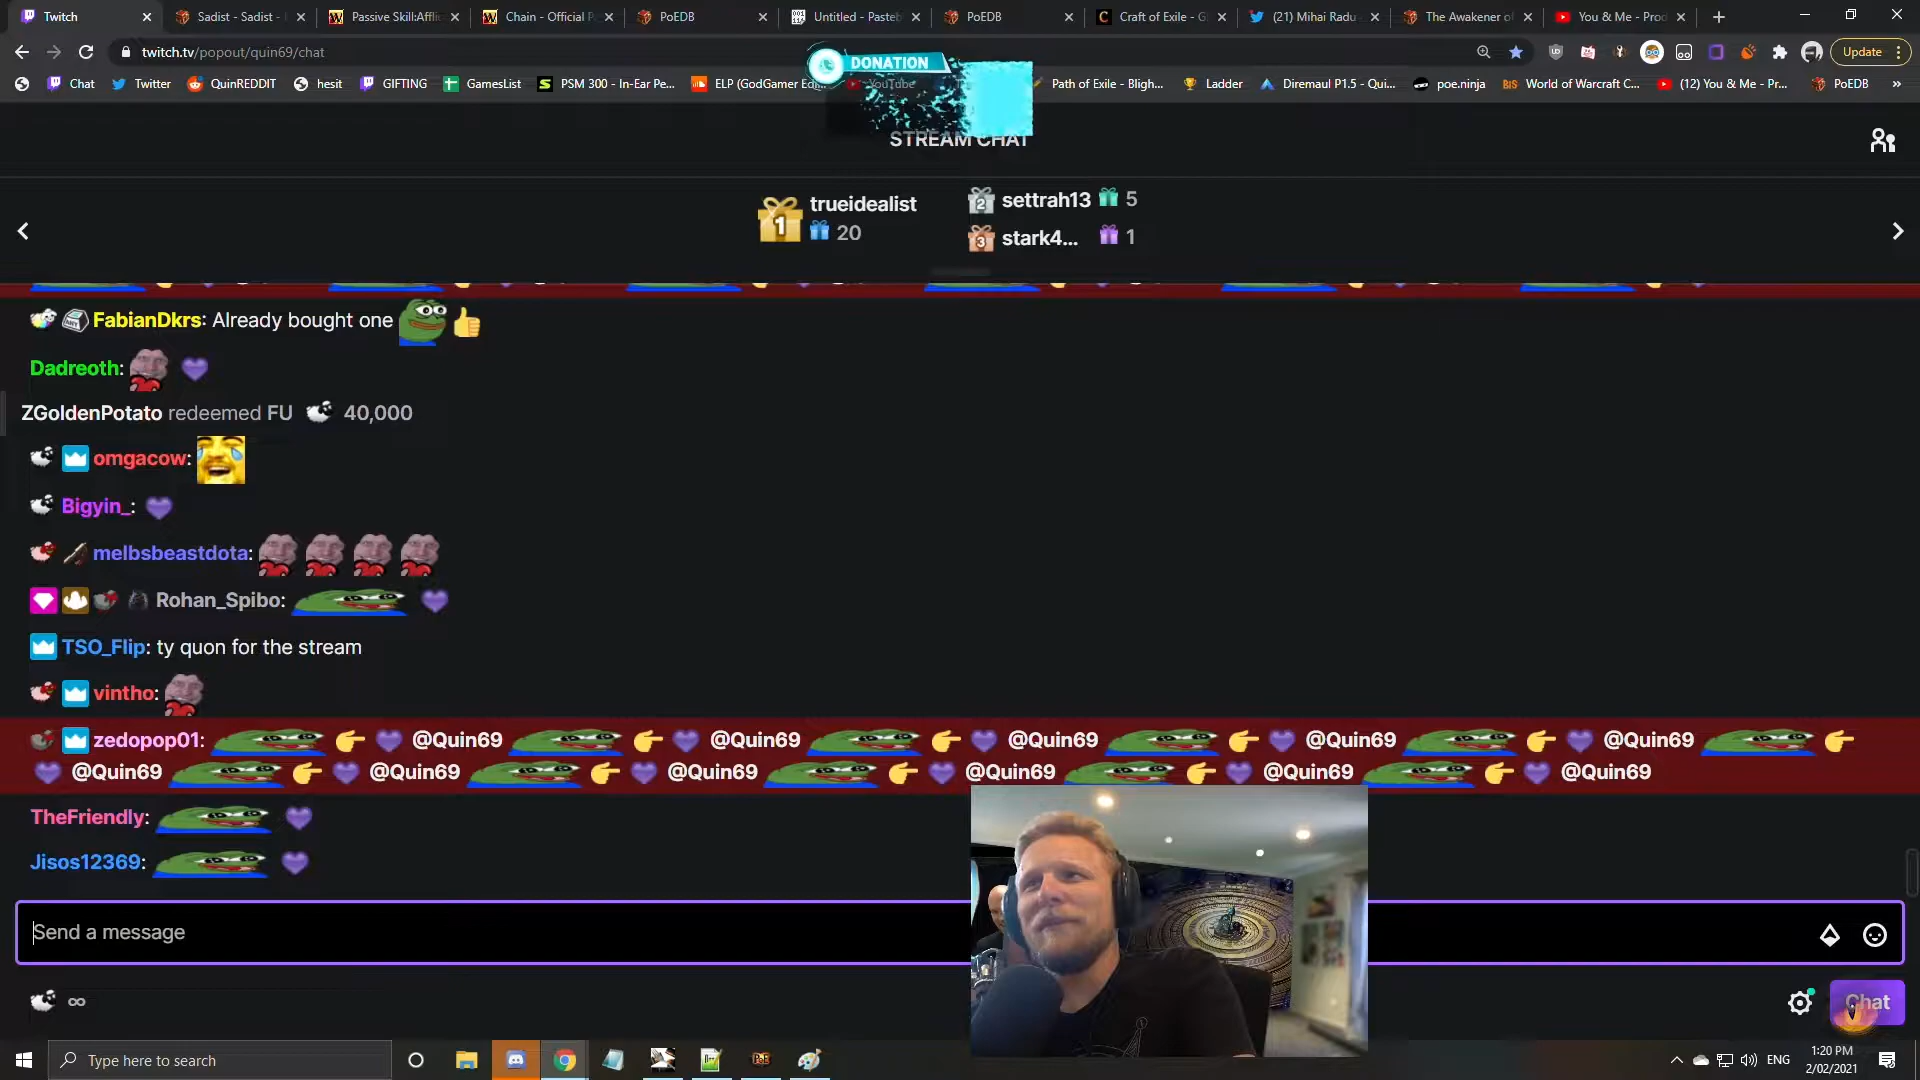 Twitch
Sadist - Sadist -
Passive Skill:Afflic
Chain - Official P
PoEDB
Untitled - Pasteb
PoEDB
Craft of Exile - G
(21) Mihai Radu
The Awakener o
You & Me - Prod
twitch.tv/popout/quin69/chat
Update
Chat
Twitter
QuinREDDIT
hesit
GIFTING
GamesList
PSM 300 - In-Ear Pe...
ELP (GodGamer Edi...
YouTube
Path of Exile - Bligh...
Ladder
Diremaul P1.5 - Qui...
poe.ninja
World of Warcraft C...
(12) You & Me - Pr...
PoEDB
DONATION
STREAM CHAT
1 trueidealist
20
2 settrah13 5
3 stark4... 1
FabianDkrs: Already bought one
Dadreoth:
ZGoldenPotato redeemed FU 40,000
omgacow:
Bigyin_:
melbsbeastdota:
Rohan_Spibo:
TSO_Flip: ty quon for the stream
vintho:
zedopop01: @Quin69 @Quin69 @Quin69 @Quin69 @Quin69
@Quin69 @Quin69 @Quin69 @Quin69 @Quin69 @Quin69
TheFriendly:
Jisos12369:
Send a message
∞
Chat
Type here to search
ENG
1:20 PM
2/02/2021